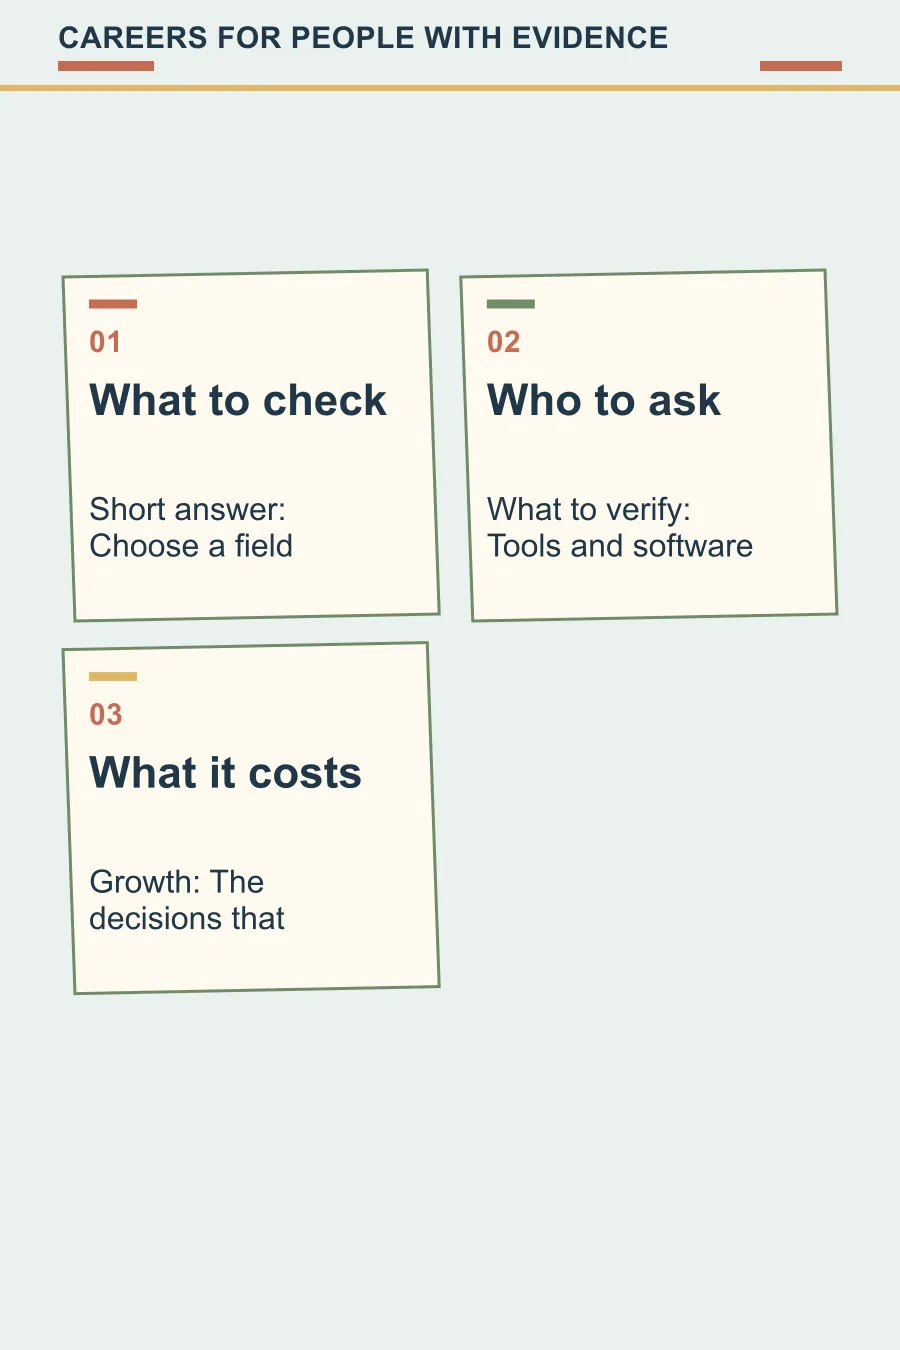 CAREERS FOR PEOPLE WITH EVIDENCE
01
What to check
Short answer:
Choose a field
02
Who to ask
What to verify:
Tools and software
03
What it costs
Growth: The
decisions that